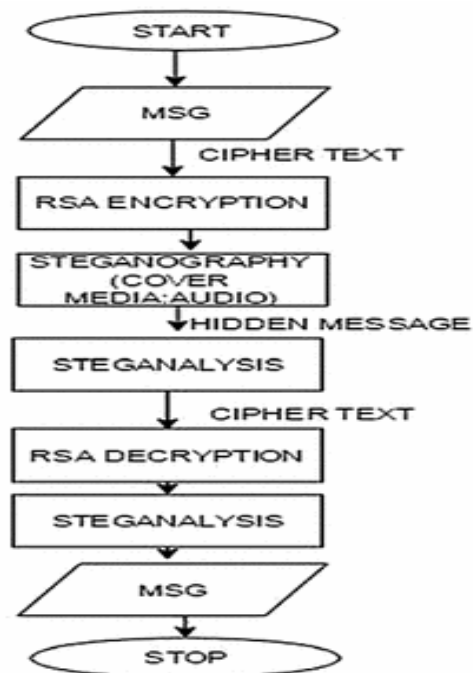 START
MSG
CIPHER TEXT
RSA ENCRYPTION
STEGANOGRAPHY
(COVER
MEDIA:AUDIO)
HIDDEN MESSAGE
STEGANALYSIS
CIPHER TEXT
RSA DECRYPTION
STEGANALYSIS
MSG
STOP